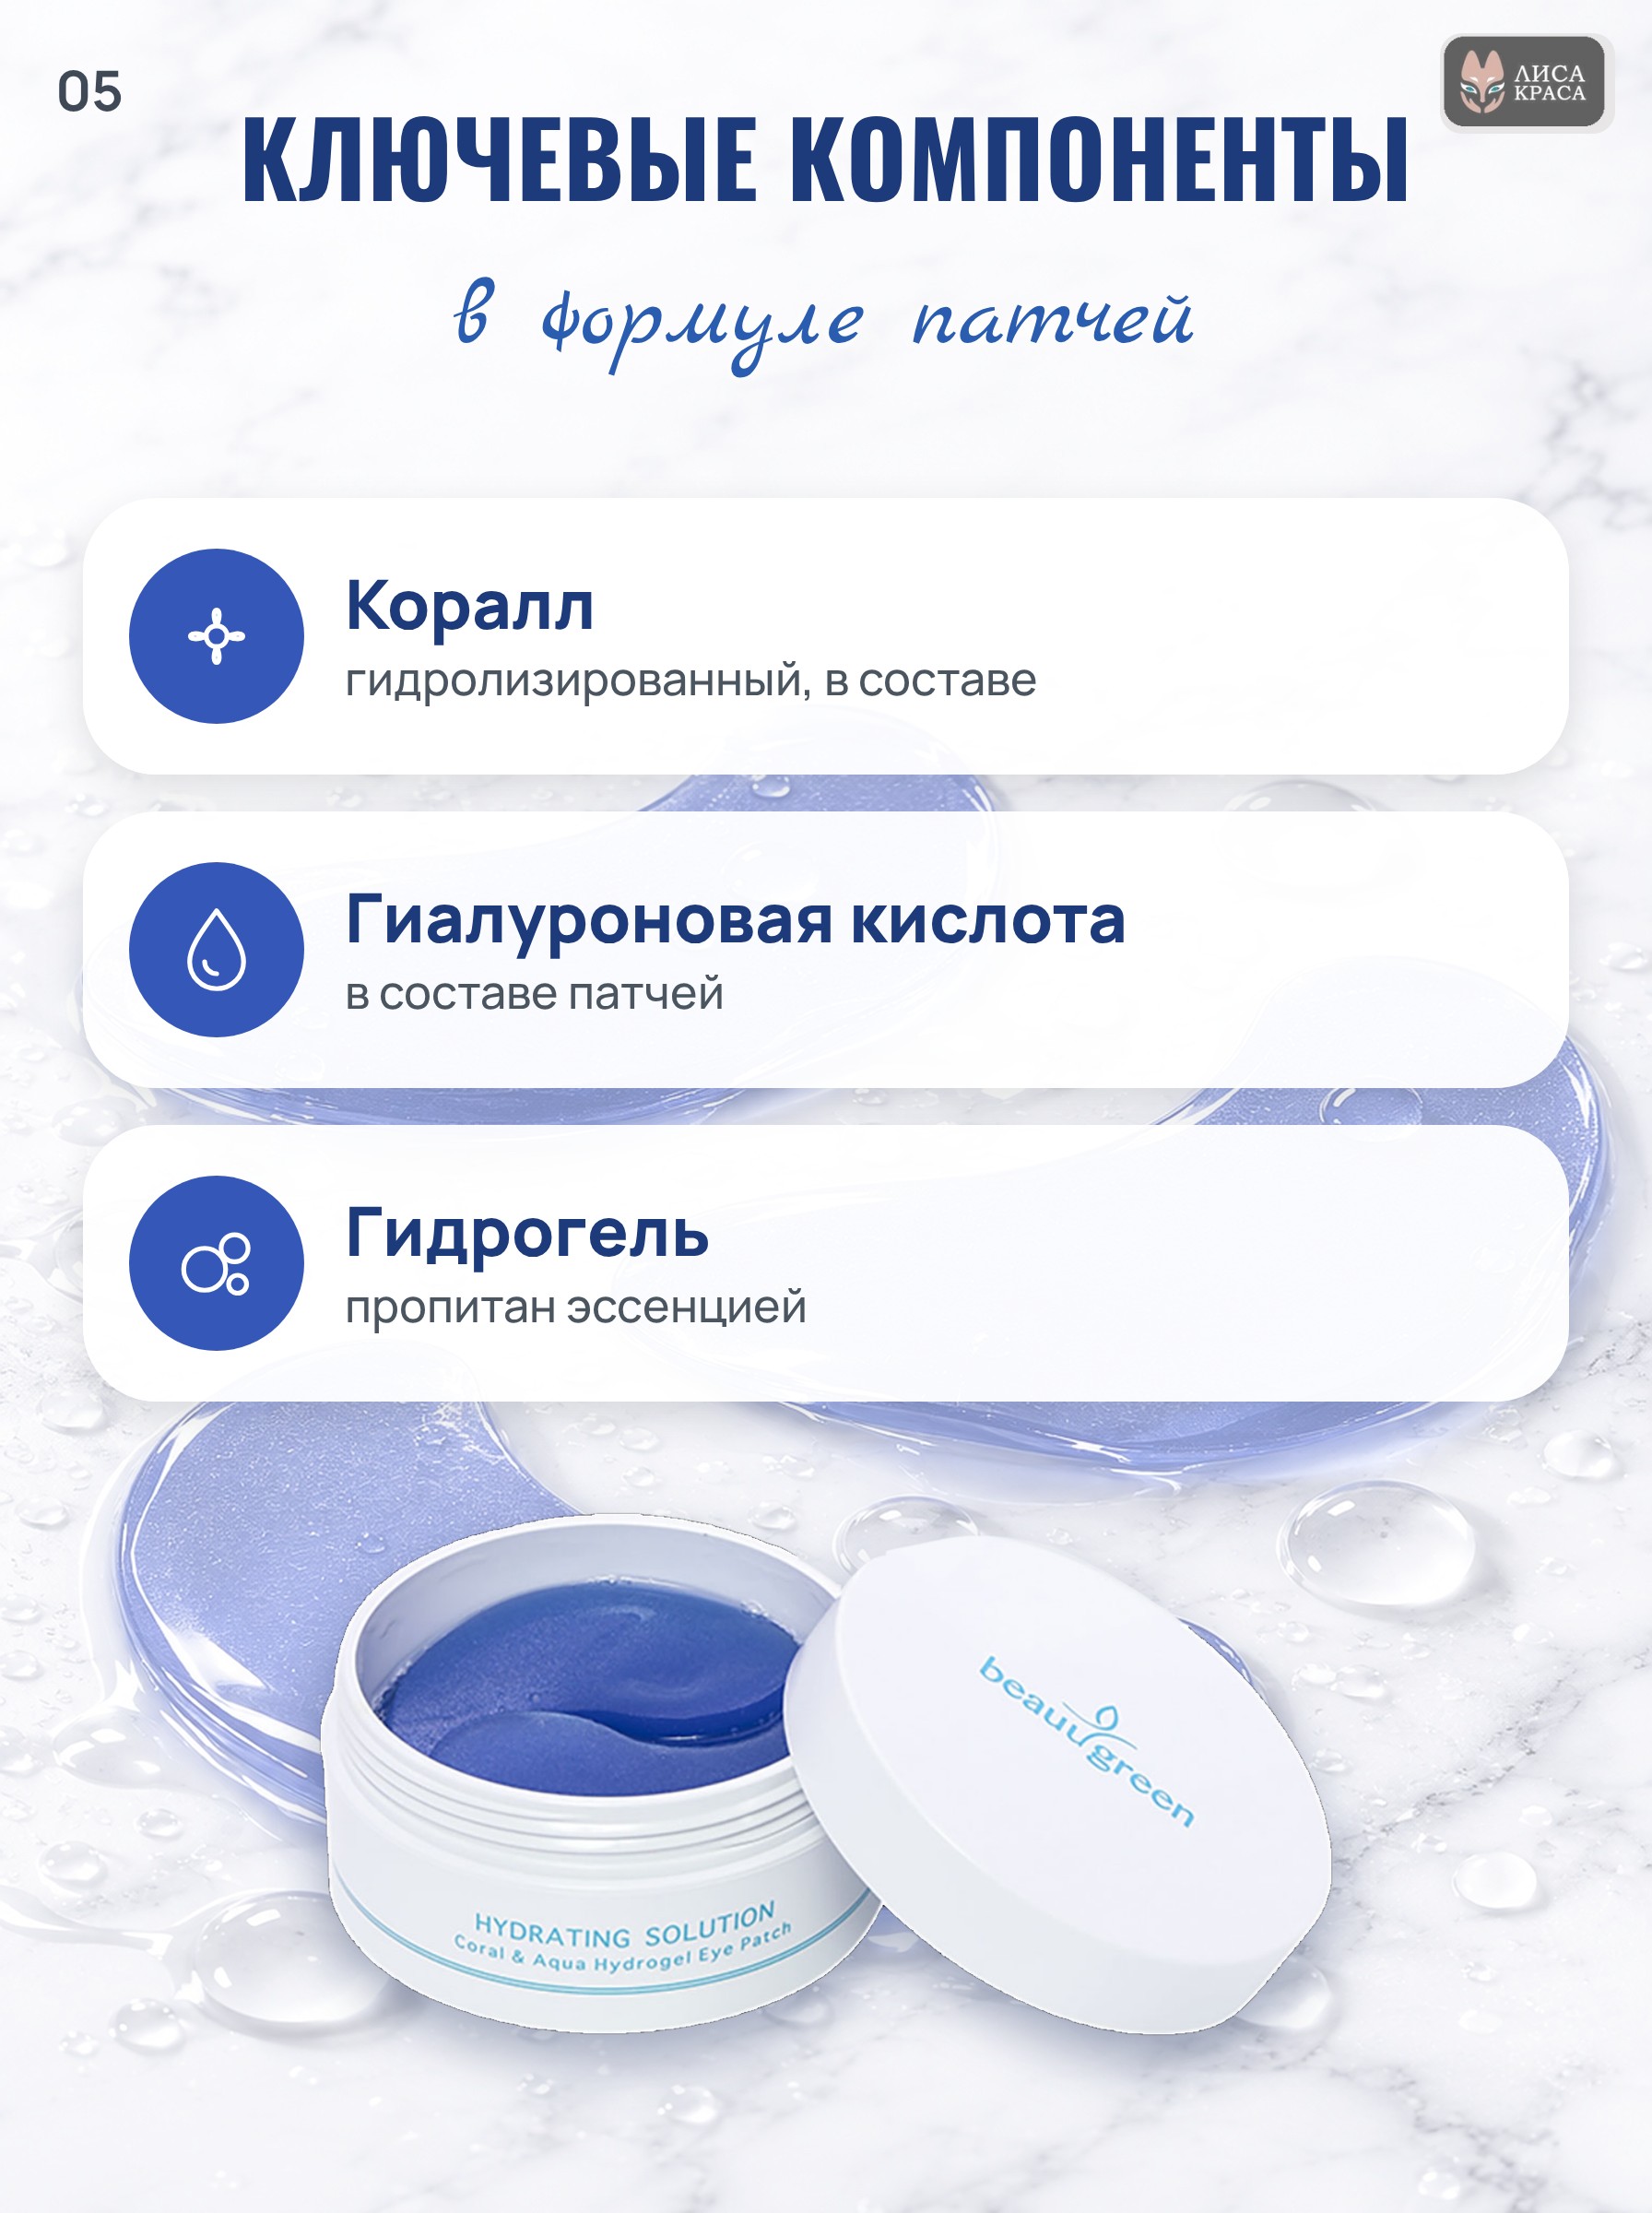 05
ЛИСА
КРАСА
КЛЮЧЕВЫЕ КОМПОНЕНТЫ
в формуле патчей
Коралл
гидролизированный, в составе
Гиалуроновая кислота
в составе патчей
Гидрогель
пропитан эссенцией
beauugreen
HYDRATING SOLUTION
Coral & Aqua Hydrogel Eye Patch